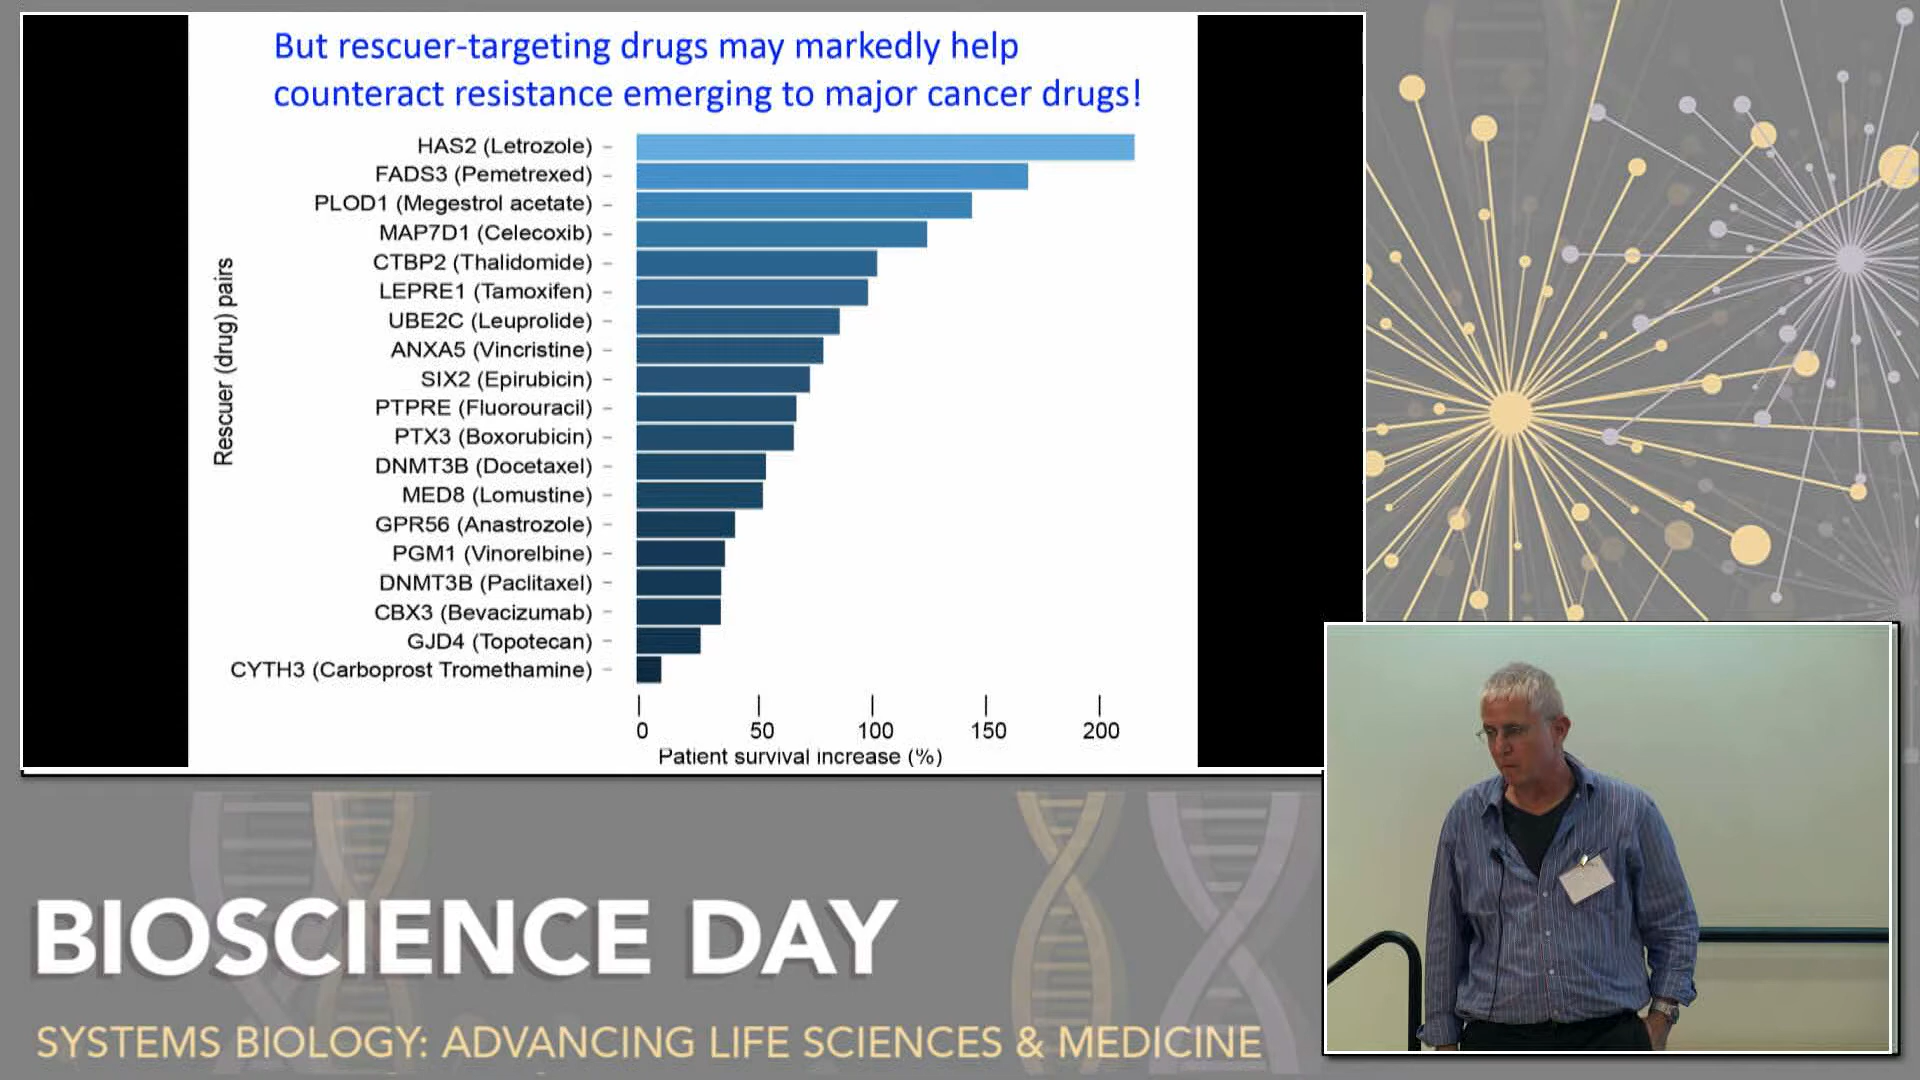 But rescuer-targeting drugs may markedly help
counteract resistance emerging to major cancer drugs!
Rescuer (drug) pairs
HAS2 (Letrozole)
FADS3 (Pemetrexed)
PLOD1 (Megestrol acetate)
MAP7D1 (Celecoxib)
CTBP2 (Thalidomide)
LEPRE1 (Tamoxifen)
UBE2C (Leuprolide)
ANXA5 (Vincristine)
SIX2 (Epirubicin)
PTPRE (Fluorouracil)
PTX3 (Boxorubicin)
DNMT3B (Docetaxel)
MED8 (Lomustine)
GPR56 (Anastrozole)
PGM1 (Vinorelbine)
DNMT3B (Paclitaxel)
CBX3 (Bevacizumab)
GJD4 (Topotecan)
CYTH3 (Carboprost Tromethamine)
0 50 100 150 200
Patient survival increase (%)
BIOSCIENCE DAY
SYSTEMS BIOLOGY: ADVANCING LIFE SCIENCES & MEDICINE